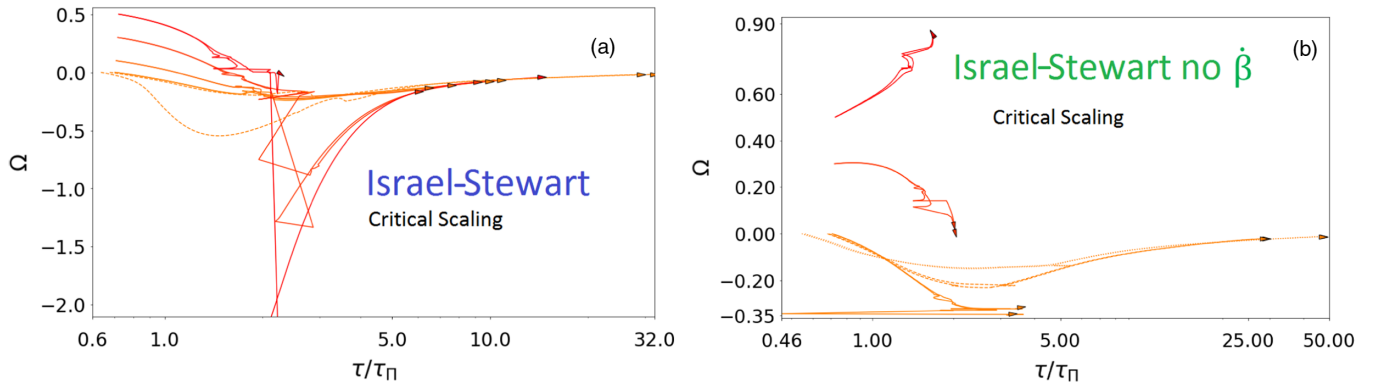 (a)
0.5
0.0
−0.5
−1.0
−1.5
−2.0
Ω
Israel–Stewart
Critical Scaling
0.6 1.0 5.0 10.0 32.0
τ/τΠ
(b)
0.90
0.60
0.20
0.00
−0.20
−0.35
Ω
Israel–Stewart no β̇
Critical Scaling
0.46 1.00 5.00 25.00 50.00
τ/τΠ